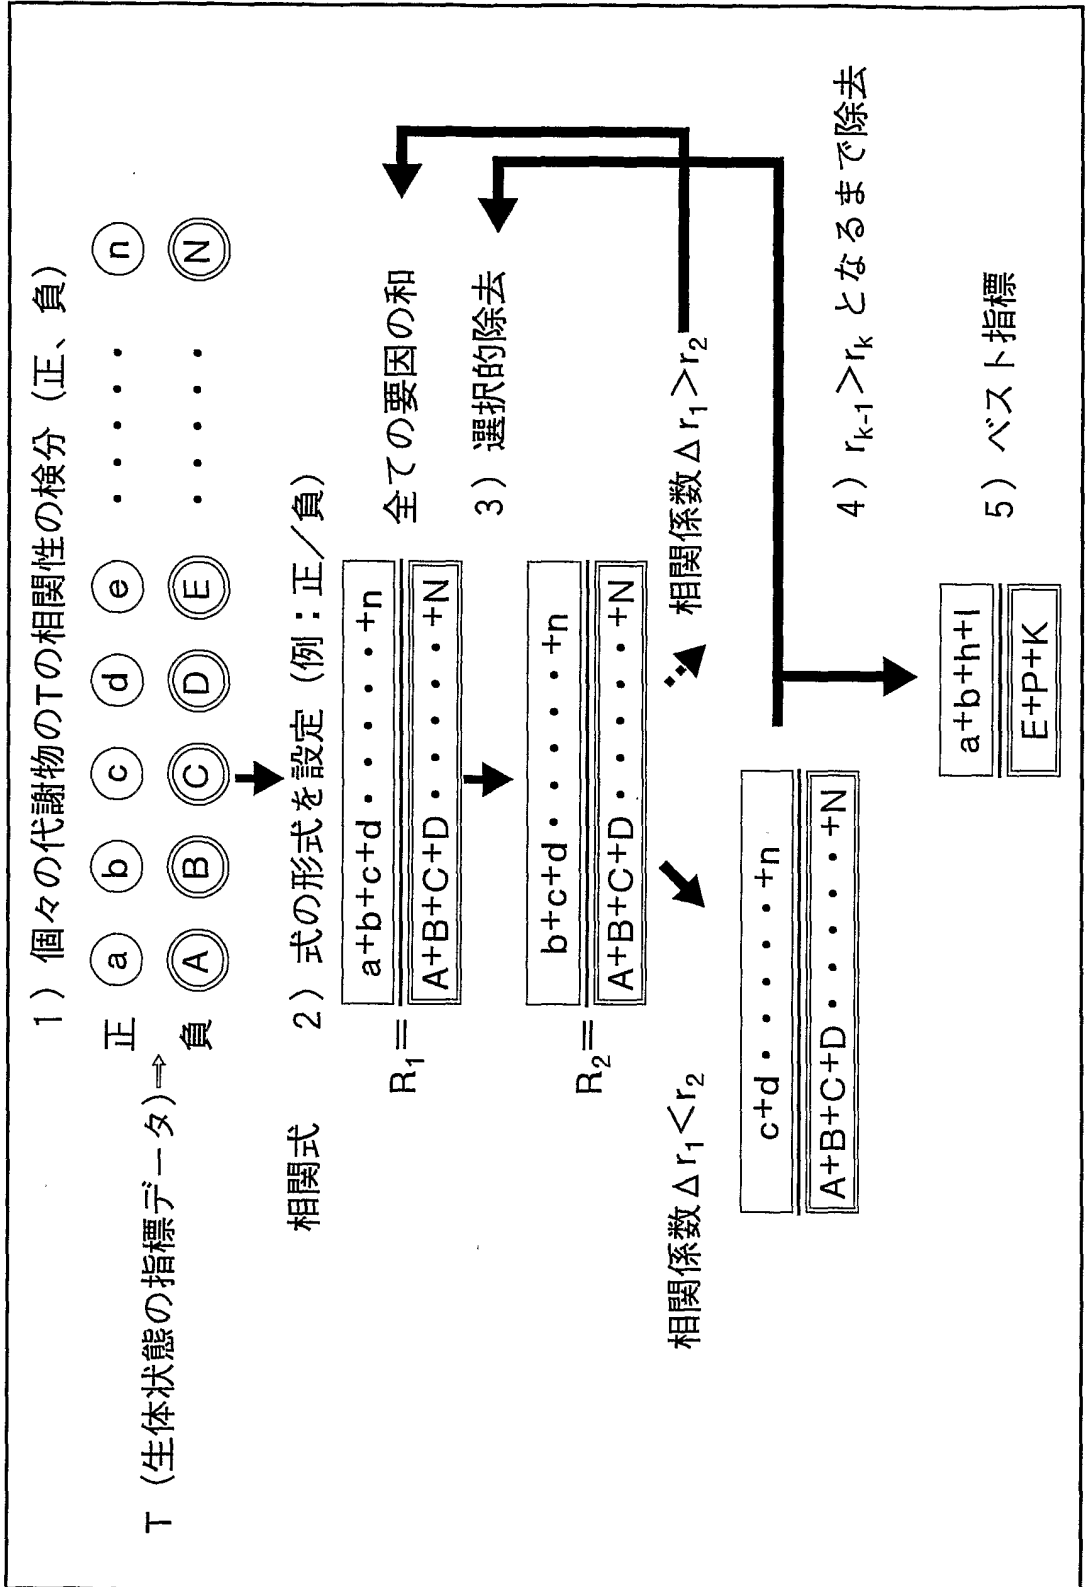 1) 個々の代謝物のTの相関性の検分 (正、負)
正 a b c d e ・・・・・ n
T (生体状態の指標データ)⇒
負 A B C D E ・・・・・ N
相関式
2) 式の形式を設定 (例:正/負)
R1= a+b+c+d・・・・・+n
A+B+C+D・・・・・+N
全ての要因の和
3) 選択的除去
R2= b+c+d・・・・・+n
A+B+C+D・・・・・+N
相関係数Δr1<r2
相関係数Δr1>r2
c+d・・・・・+n
A+B+C+D・・・・・+N
4) rk-1>rk となるまで除去
5) ベスト指標
a+b+h+l
E+P+K